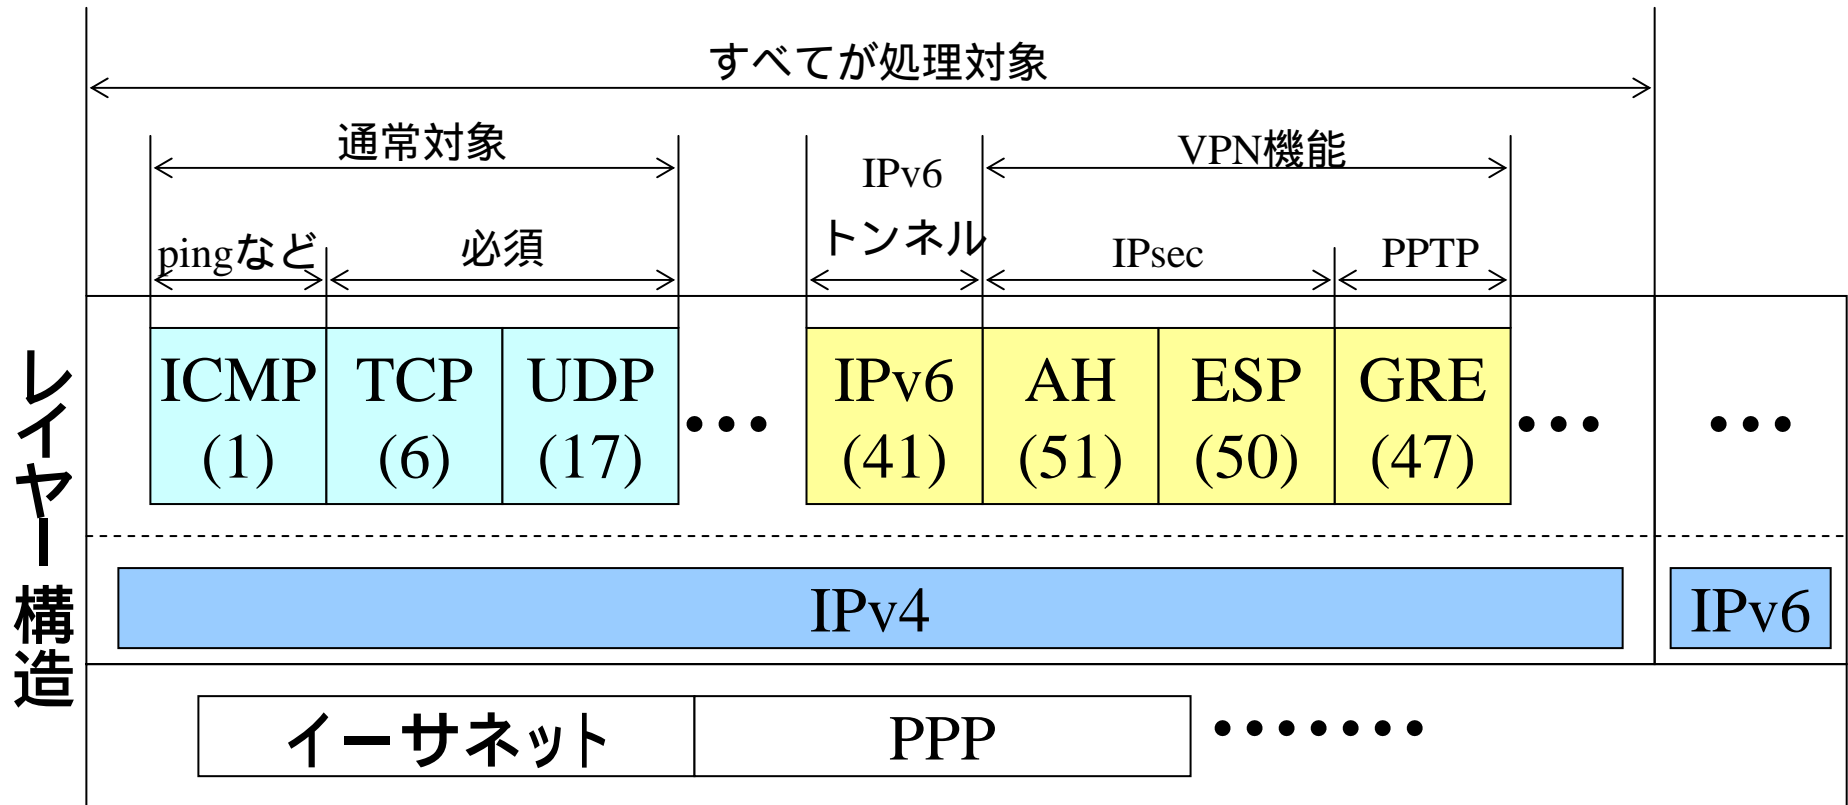 すべてが処理対象
通常対象
VPN機能
IPv6
トンネル
pingなど
必須
IPsec
PPTP
レイヤー構造
ICMP
(1)
TCP
(6)
UDP
(17)
•••
IPv6
(41)
AH
(51)
ESP
(50)
GRE
(47)
•••
•••
IPv4
IPv6
イーサネット
PPP
•••••••